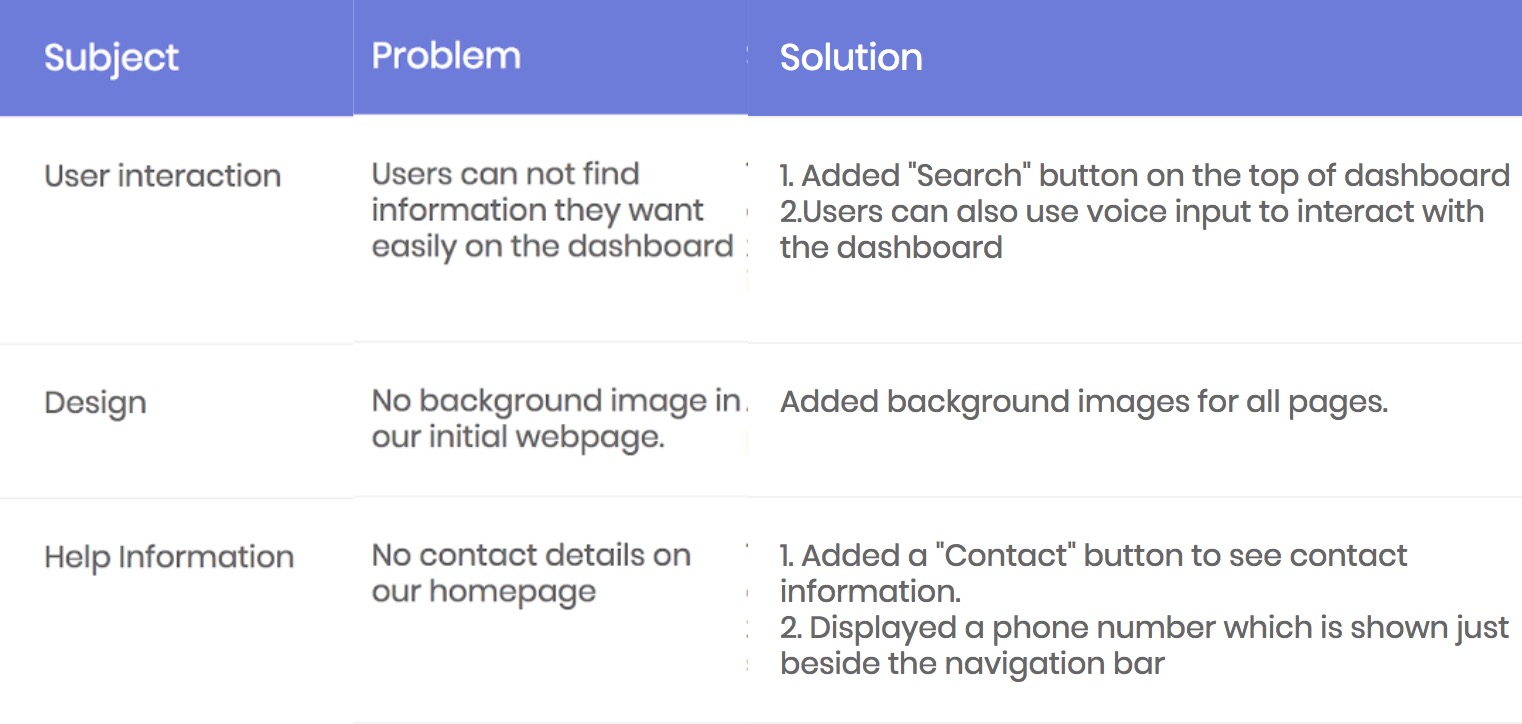 Subject
Problem
Solution
User interaction
Users can not find
information they want
easily on the dashboard
1. Added "Search" button on the top of dashboard
2.Users can also use voice input to interact with
the dashboard
Design
No background image in
our initial webpage.
Added background images for all pages.
Help Information
No contact details on
our homepage
1. Added a "Contact" button to see contact
information.
2. Displayed a phone number which is shown just
beside the navigation bar